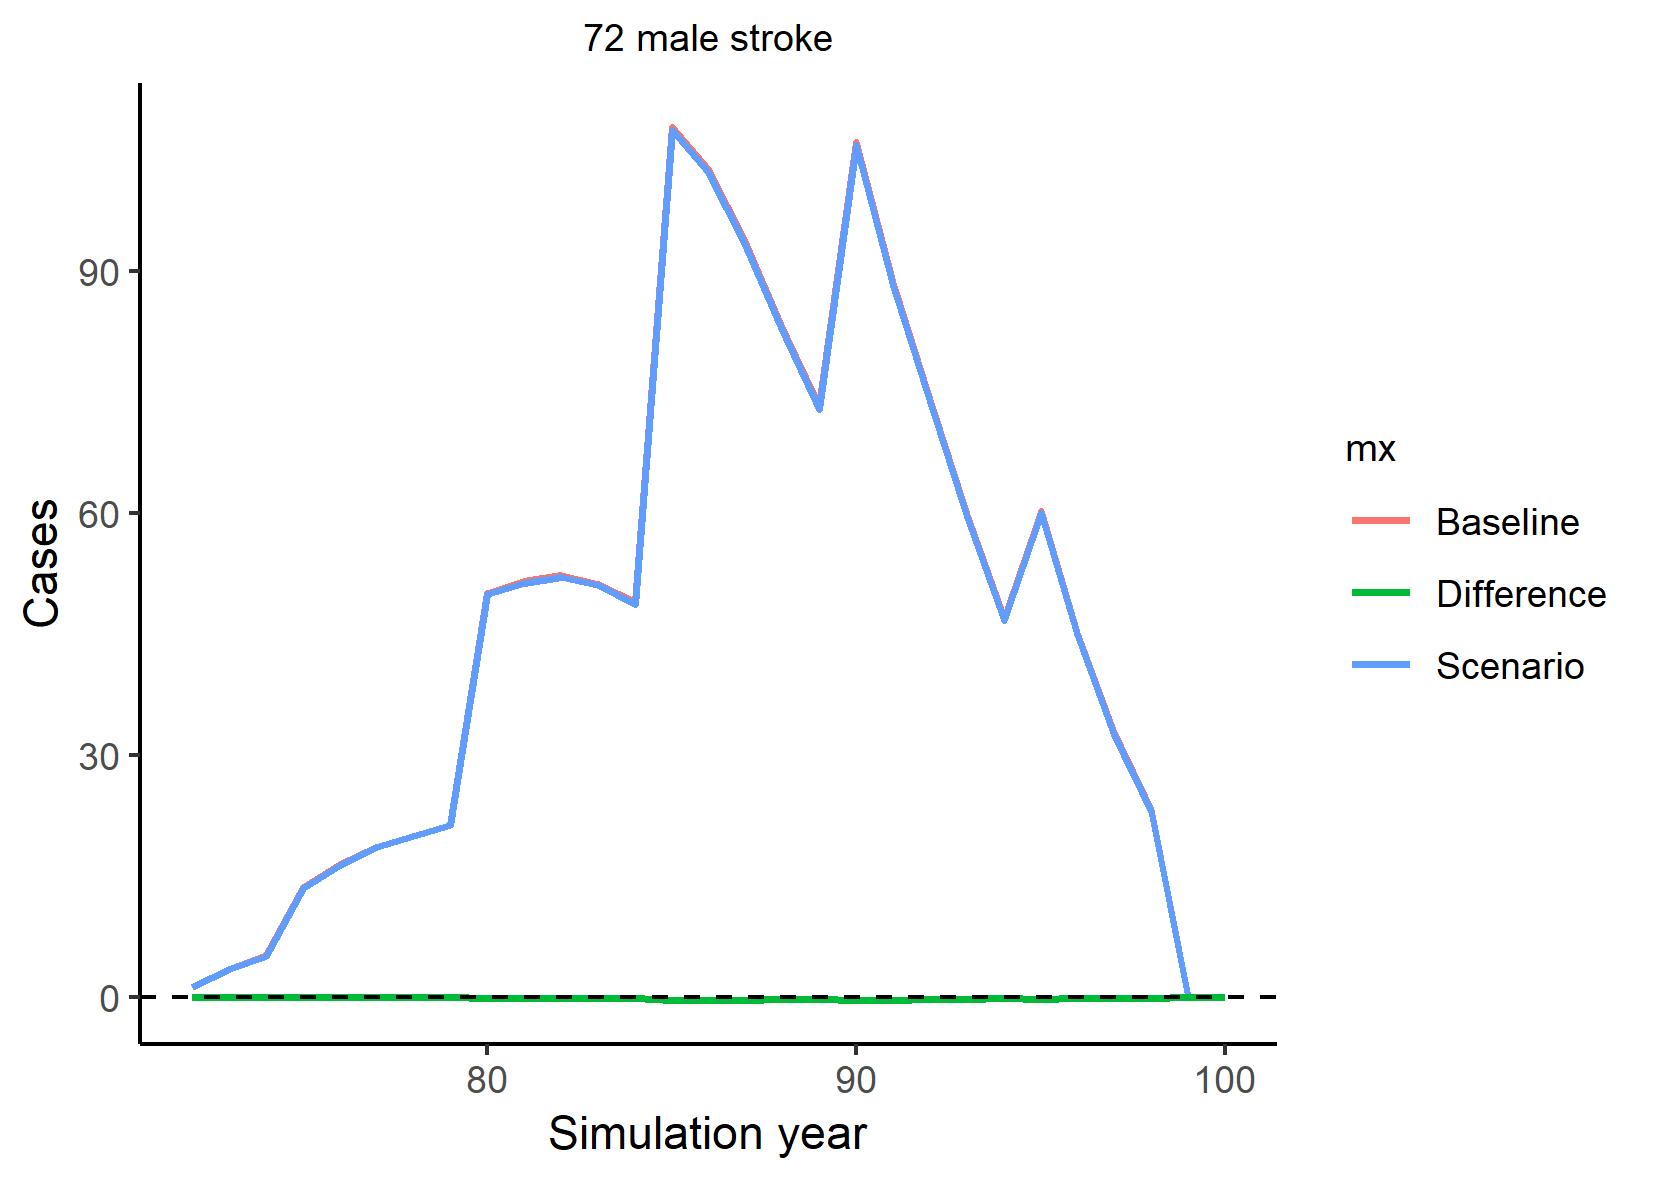 72 male stroke
Cases
90
60
30
0
80
90
100
Simulation year
mx
Baseline
Difference
Scenario